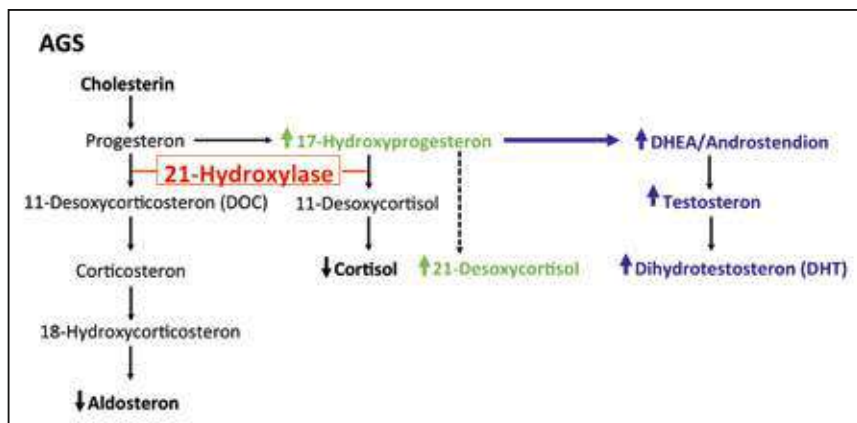 AGS
Cholesterin
Progesteron 17-Hydroxyprogesteron DHEA/Androstendion
21-Hydroxylase
11-Desoxycorticosteron (DOC) 11-Desoxycortisol Testosteron
Corticosteron Cortisol 21-Desoxycortisol Dihydrotestosteron (DHT)
18-Hydroxycorticosteron
Aldosteron